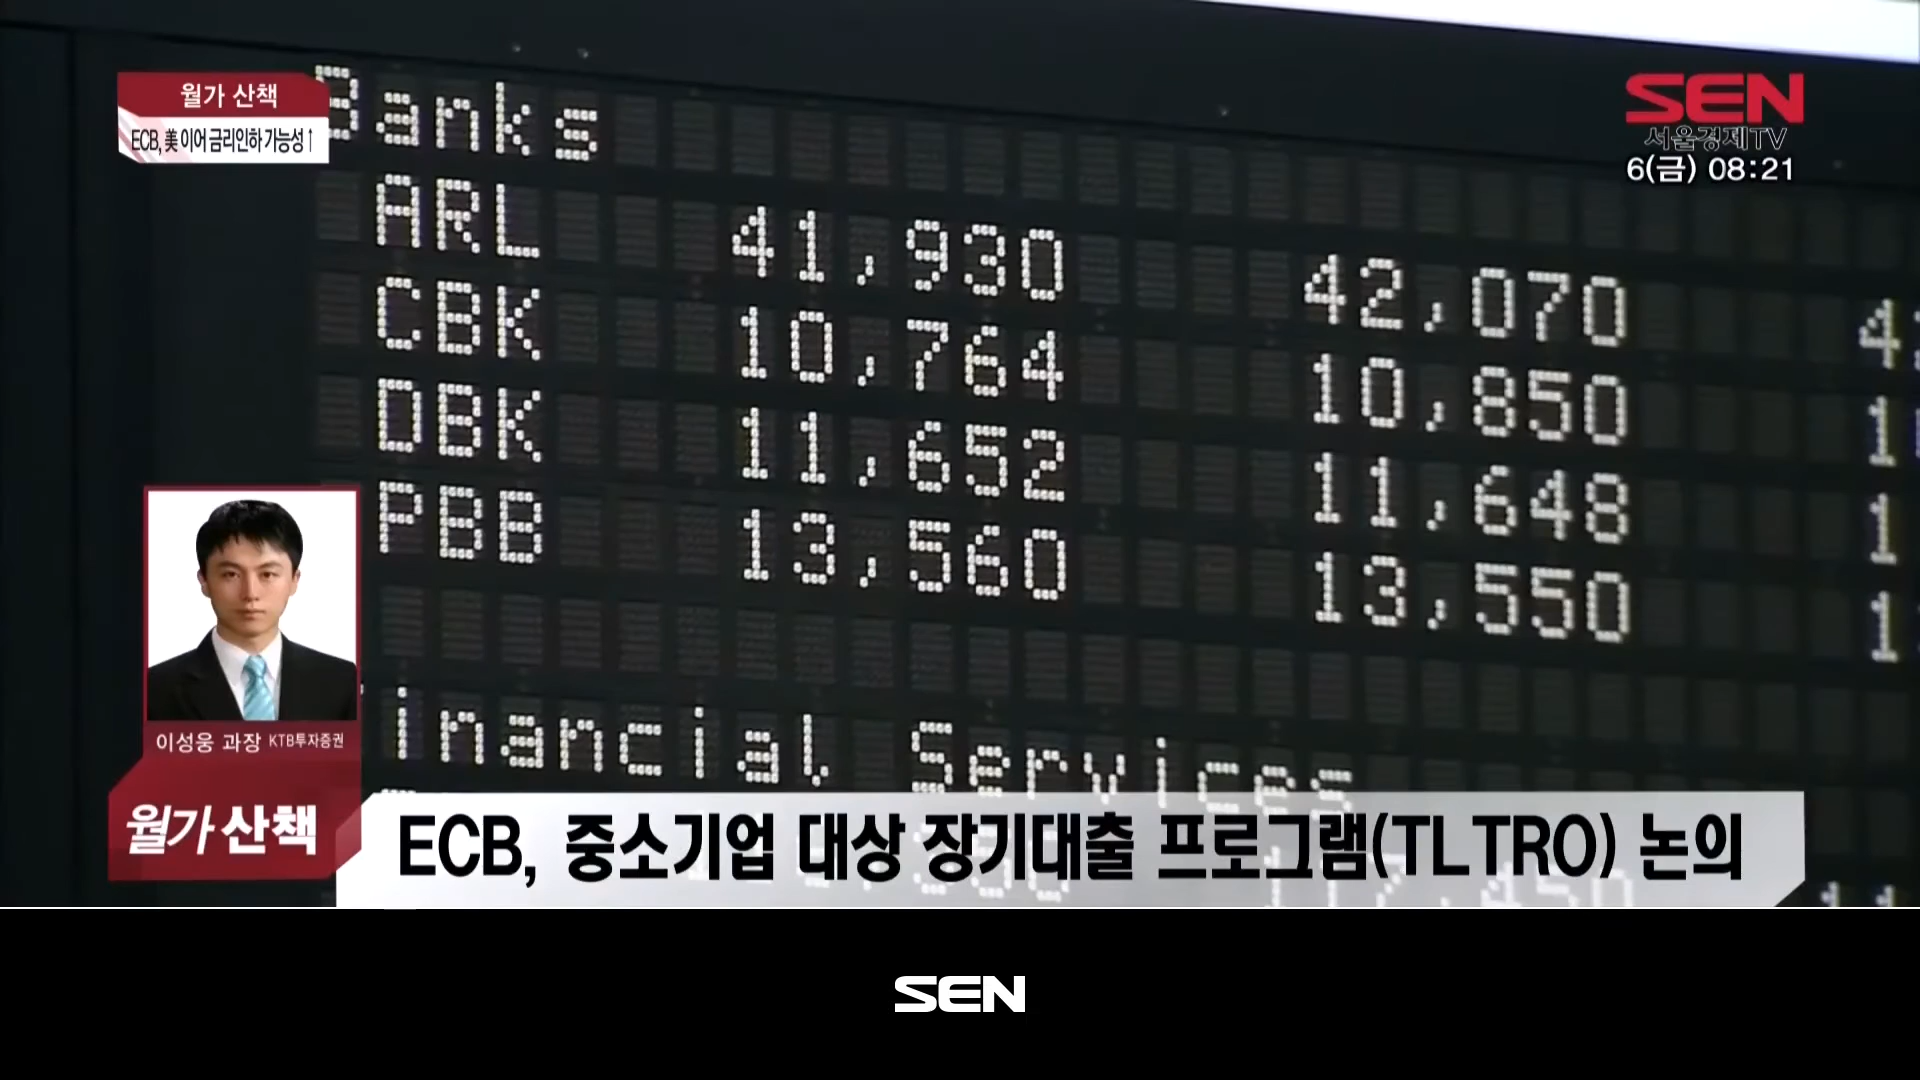 월가 산책
ECB, 美 이어 금리인하 가능성↑
SEN
서울경제TV
6(금) 08:21
Banks
ARL 41,930 42,070
CBK 10,764 10,850
DBK 11,652 11,648
PBB 13,560 13,550
Financial Services
이성웅 과장 KTB투자증권
월가 산책
ECB, 중소기업 대상 장기대출 프로그램(TLTRO) 논의
SEN